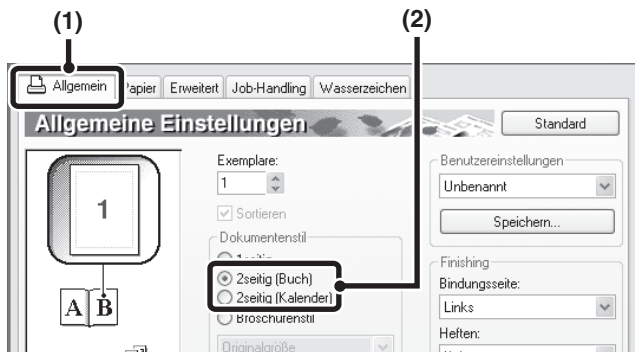 (1) (2)
Allgemein Papier Erweitert Job-Handling Wasserzeichen
Allgemeine Einstellungen
Standard
1
A B
Exemplare:
1
Sortieren
Dokumentenstil
2seitig (Buch)
2seitig (Kalender)
Broschürenstil
Originalgröße
Benutzereinstellungen
Unbenannt
Speichern...
Finishing
Bindungsseite:
Links
Heften: